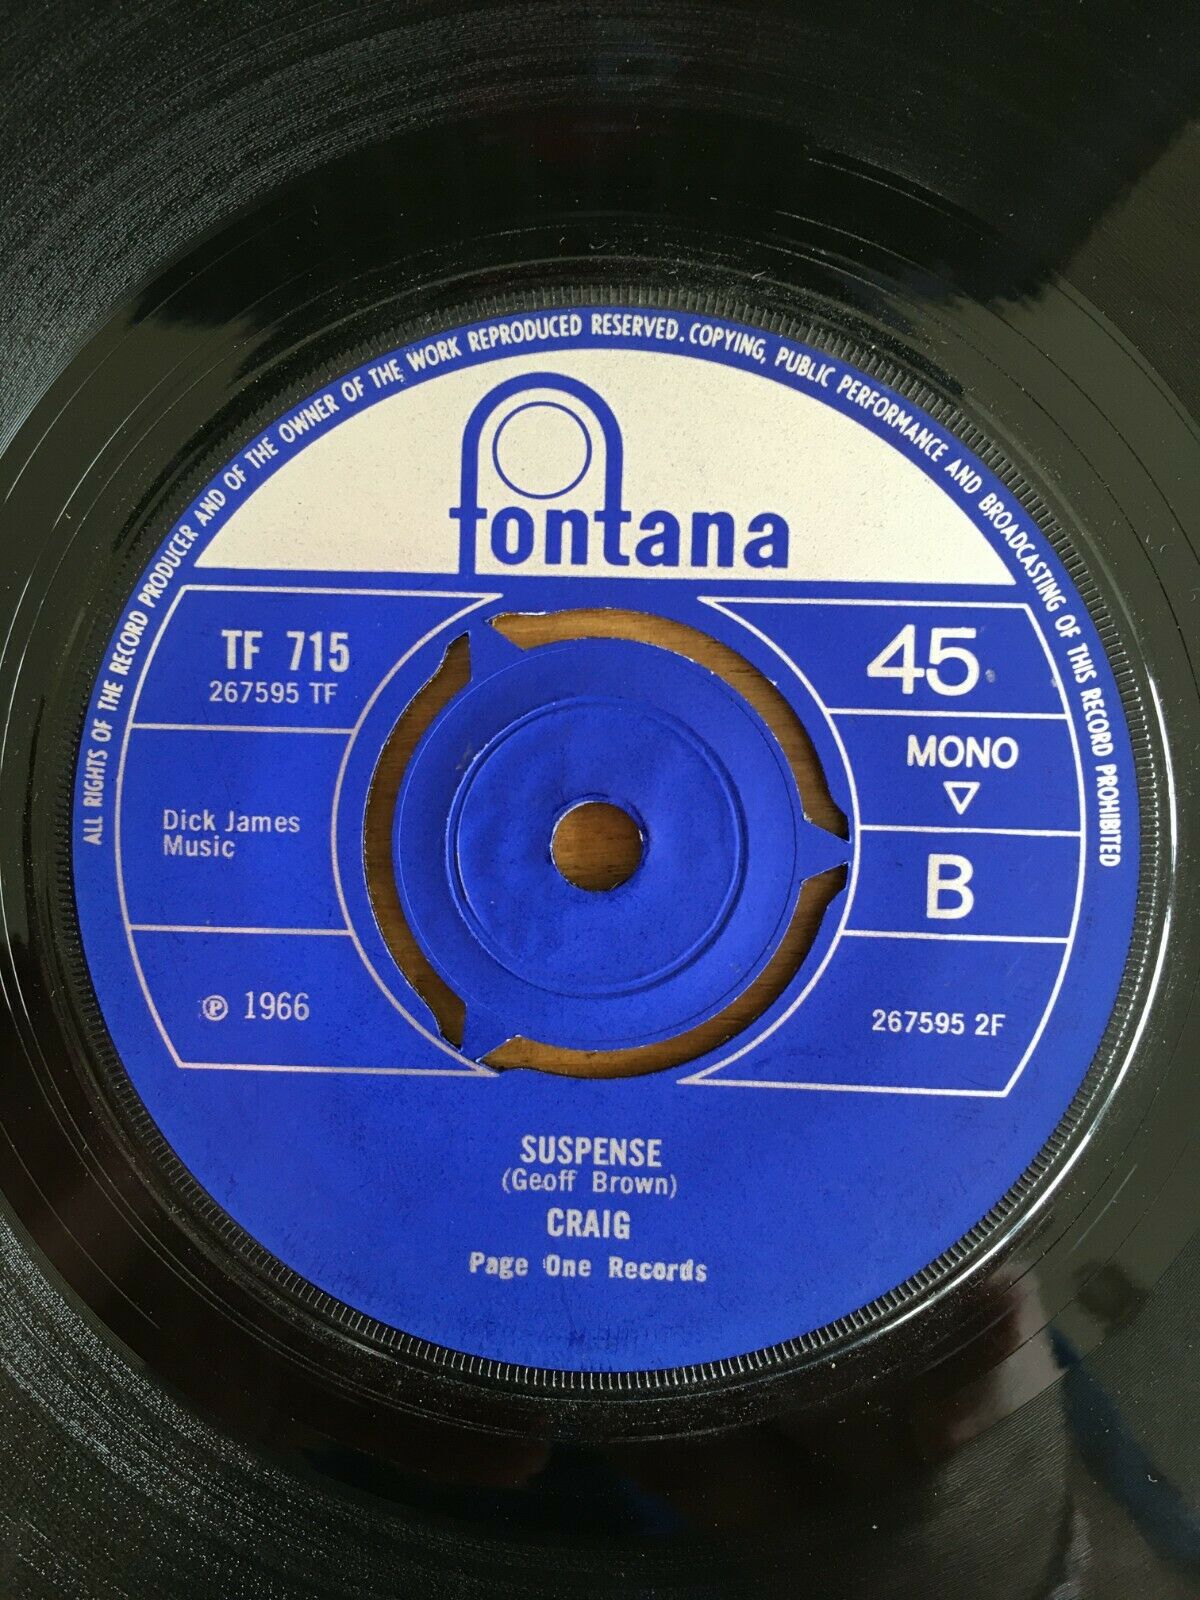 ALL RIGHTS OF THE RECORD PRODUCER AND OF THE OWNER OF THE WORK REPRODUCED RESERVED. COPYING, PUBLIC PERFORMANCE AND BROADCASTING OF THIS RECORD PROHIBITED
fontana
TF 715
267595 TF
45
MONO
Dick James
Music
B
℗ 1966
267595 2F
SUSPENSE
(Geoff Brown)
CRAIG
Page One Records